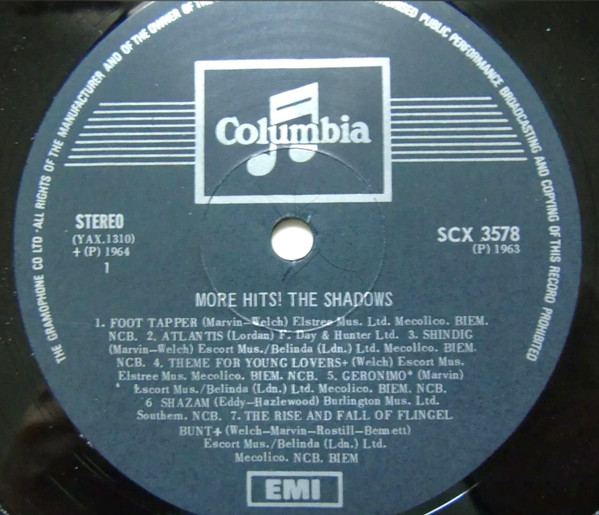 THE GRAMOPHONE CO LTD · ALL RIGHTS OF THE MANUFACTURER AND OF THE OWNER OF
PUBLIC PERFORMANCE BROADCASTING AND COPYING OF THIS RECORD PROHIBITED
Columbia
STEREO
(YAX.1310)
+ (P) 1964
1
SCX 3578
(P) 1963
MORE HITS! THE SHADOWS
1. FOOT TAPPER (Marvin—Welch) Elstree Mus. Ltd. Mecolico. BIEM.
NCB. 2. ATLANTIS (Lordan) F. Day & Hunter Ltd. 3. SHINDIG
(Marvin—Welch) Escort Mus./Belinda (Ldn.) Ltd. Mecolico. BIEM.
NCB. 4. THEME FOR YOUNG LOVERS+ (Welch) Escort Mus.
Elstree Mus. Mecolico. BIEM. NCB. 5. GERONIMO* (Marvin)
* Escort Mus./Belinda (Ldn.) Ltd. Mecolico. BIEM. NCB.
6 SHAZAM (Eddy—Hazlewood) Burlington Mus. Ltd.
Southern. NCB. 7. THE RISE AND FALL OF FLINGEL
BUNT+ (Welch—Marvin—Rostill—Bennett)
Escort Mus./Belinda (Ldn.) Ltd.
Mecolico. NCB. BIEM
EMI